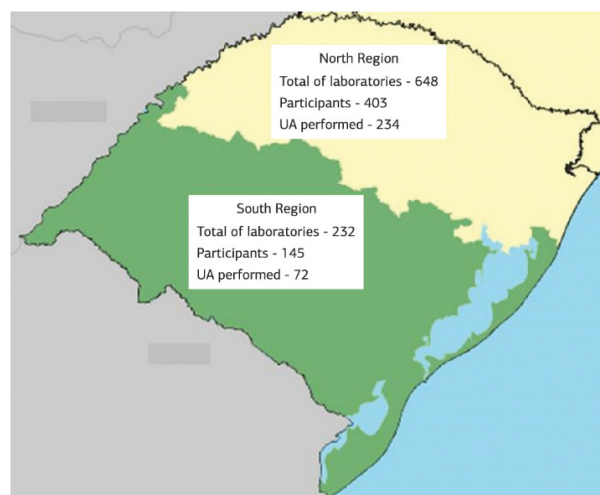 North Region
Total of laboratories - 648
Participants - 403
UA performed - 234
South Region
Total of laboratories - 232
Participants - 145
UA performed - 72